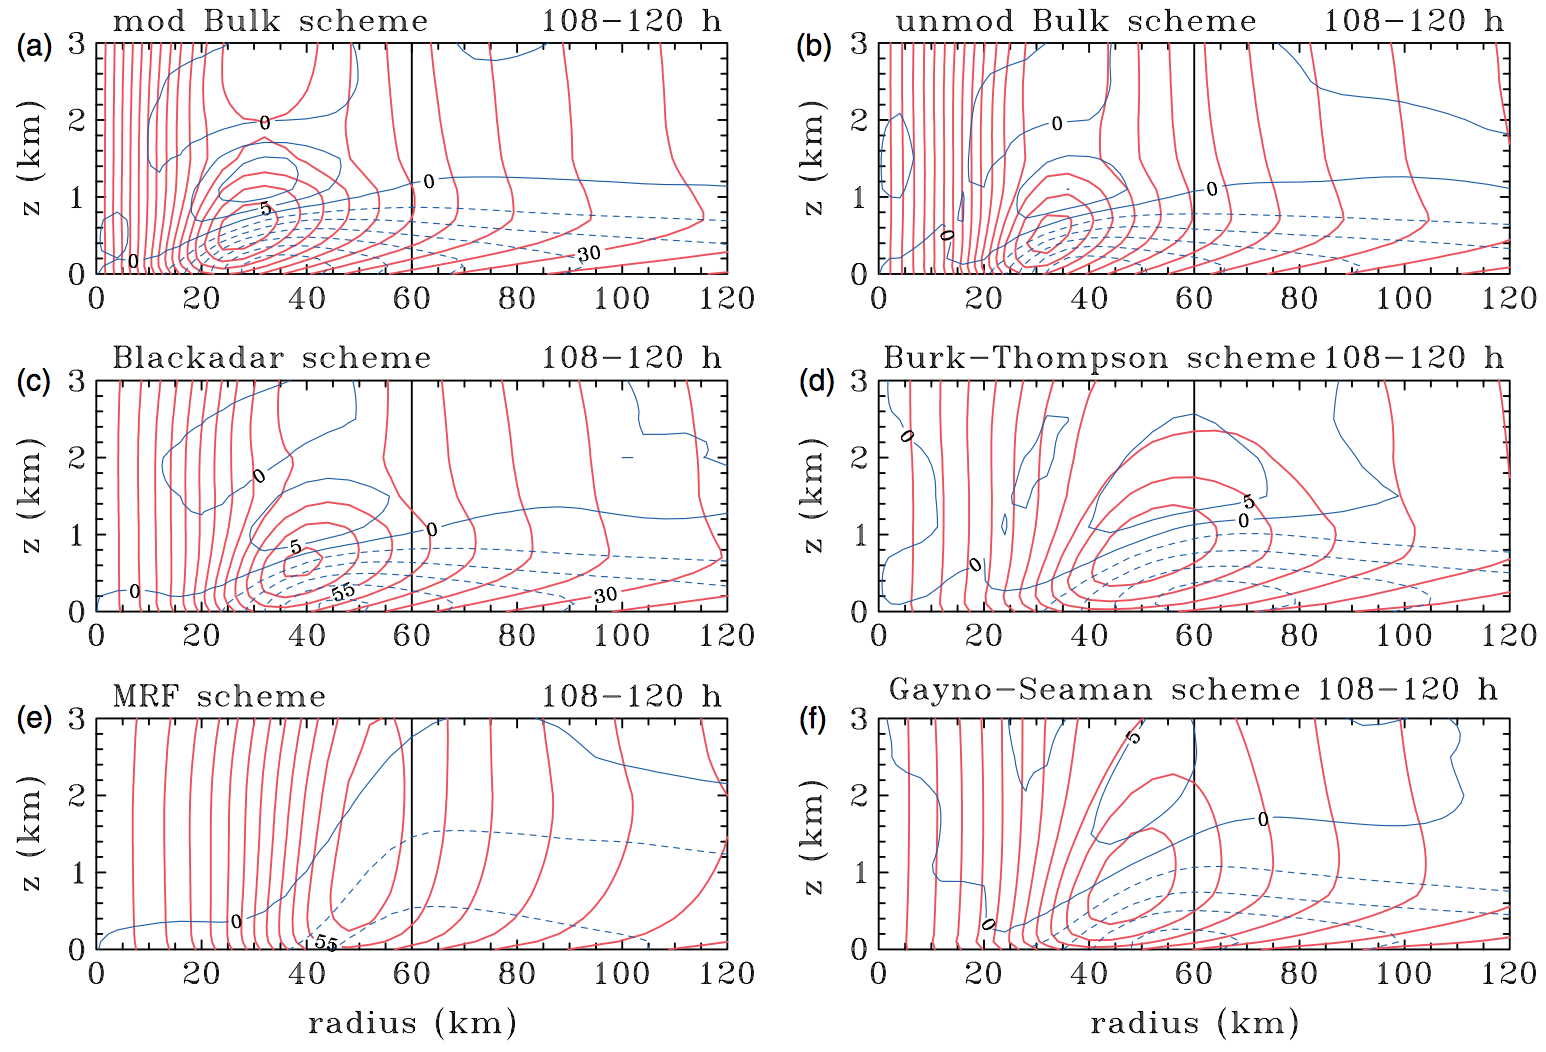 mod Bulk scheme 108-120 h
(a)
z (km)
3
2
1
0
0
0
5
0
30
0 20 40 60 80 100 120
unmod Bulk scheme 108-120 h
(b)
z (km)
3
2
1
0
0
0
0
0 20 40 60 80 100 120
Blackadar scheme 108-120 h
(c)
z (km)
3
2
1
0
0
0
5
0
55
30
0 20 40 60 80 100 120
Burk-Thompson scheme 108-120 h
(d)
z (km)
3
2
1
0
0
5
0
0
0 20 40 60 80 100 120
MRF scheme 108-120 h
(e)
z (km)
3
2
1
0
0
55
0 20 40 60 80 100 120
radius (km)
Gayno-Seaman scheme 108-120 h
(f)
z (km)
3
2
1
0
5
0
0
0 20 40 60 80 100 120
radius (km)